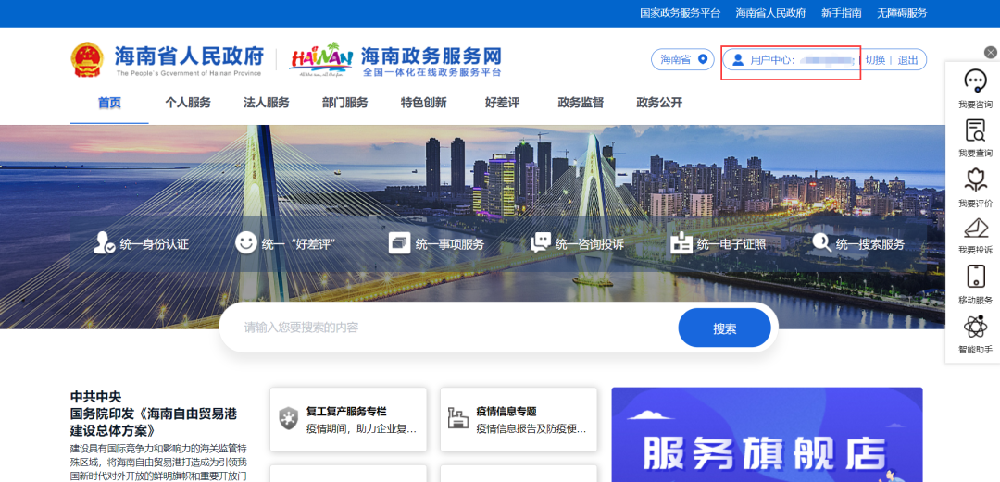 国家政务服务平台 海南省人民政府 新手指南 无障碍服务
海南省人民政府
The People's Government of Hainan Province
HAiNAN
海南政务服务网
全国一体化在线政务服务平台
海南省
用户中心：
切换 | 退出
首页 个人服务 法人服务 部门服务 特色创新 好差评 政务监督 政务公开
统一身份认证 统一“好差评” 统一事项服务 统一咨询投诉 统一电子证照 统一搜索服务
请输入您要搜索的内容
搜索
我要咨询
我要查询
我要评价
我要投诉
移动服务
智能助手
中共中央
国务院印发《海南自由贸易港
建设总体方案》
建设具有国际竞争力和影响力的海关监管特
殊区域，将海南自由贸易港打造成为引领我
国新时代对外开放的鲜明旗帜和重要开放门
复工复产服务专栏
疫情期间，助力企业复...
疫情信息专题
疫情信息报告及防疫便...
服务旗舰店